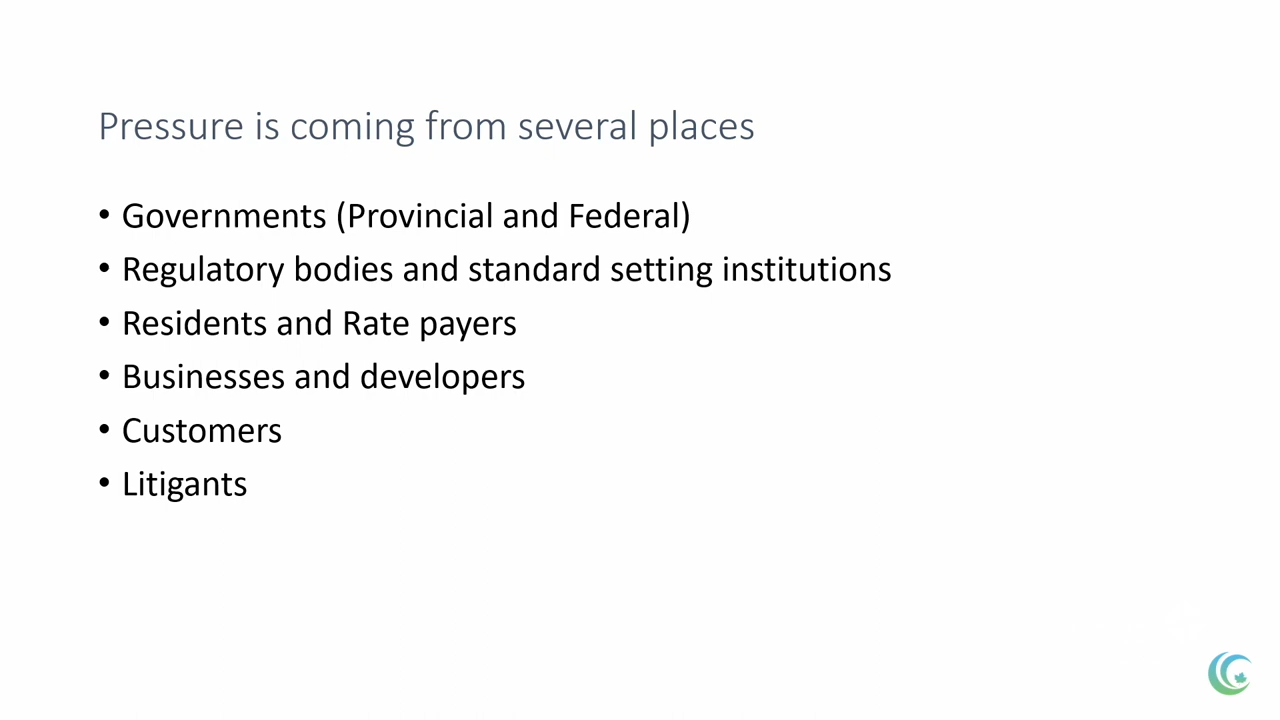 Pressure is coming from several places
• Governments (Provincial and Federal)
• Regulatory bodies and standard setting institutions
• Residents and Rate payers
• Businesses and developers
• Customers
• Litigants